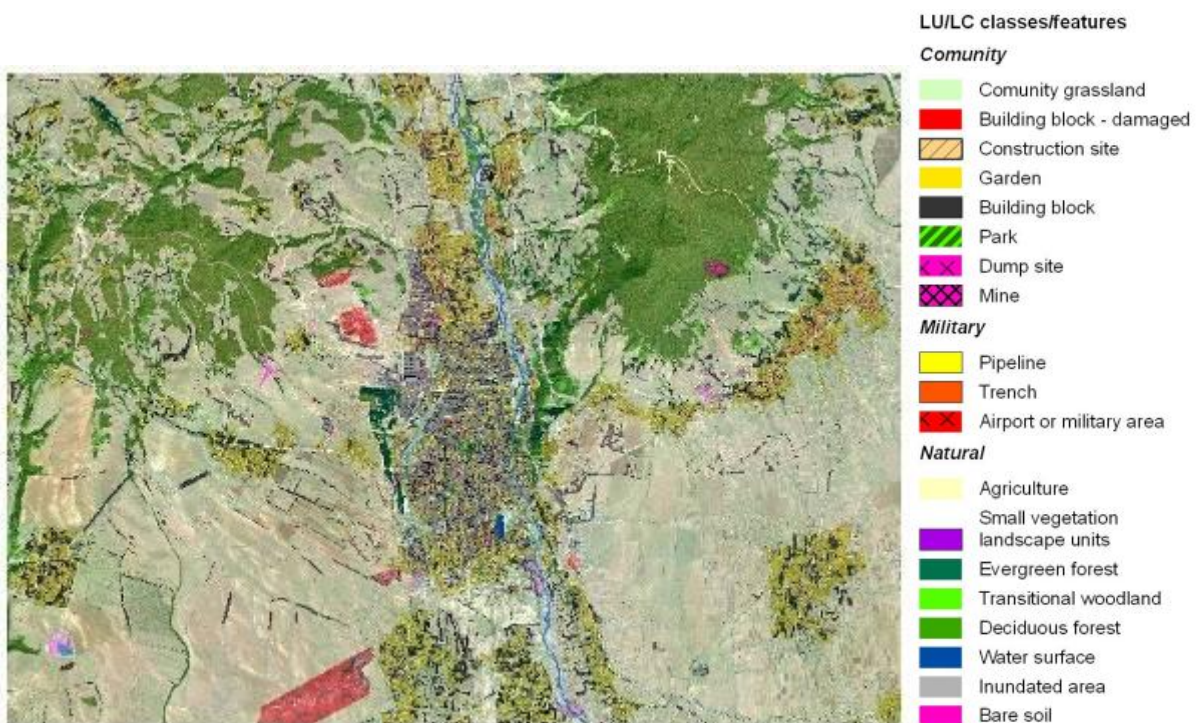 LU/LC classes/features
Comunity
Comunity grassland
Building block - damaged
Construction site
Garden
Building block
Park
Dump site
Mine
Military
Pipeline
Trench
Airport or military area
Natural
Agriculture
Small vegetation
landscape units
Evergreen forest
Transitional woodland
Deciduous forest
Water surface
Inundated area
Bare soil